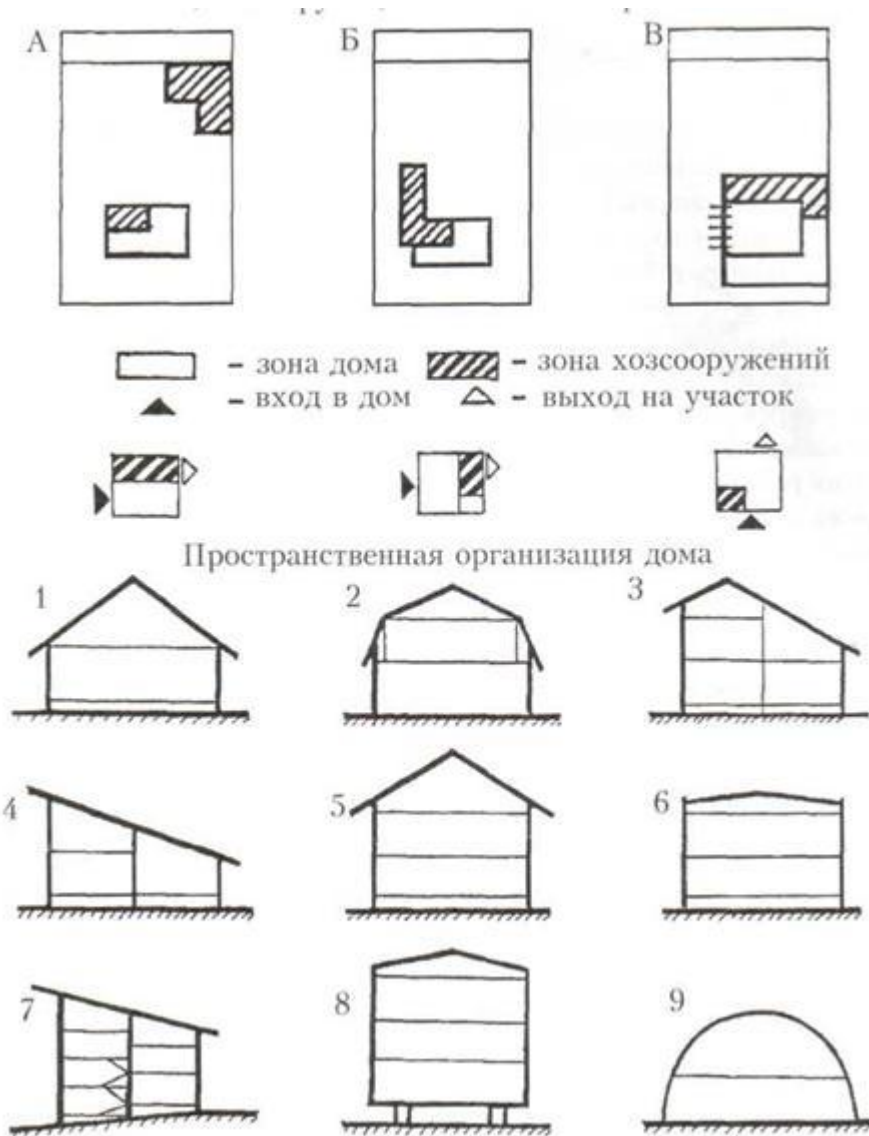 А Б В
– зона дома – зона хозсооружений
– вход в дом – выход на участок
Пространственная организация дома
1 2 3
4 5 6
7 8 9